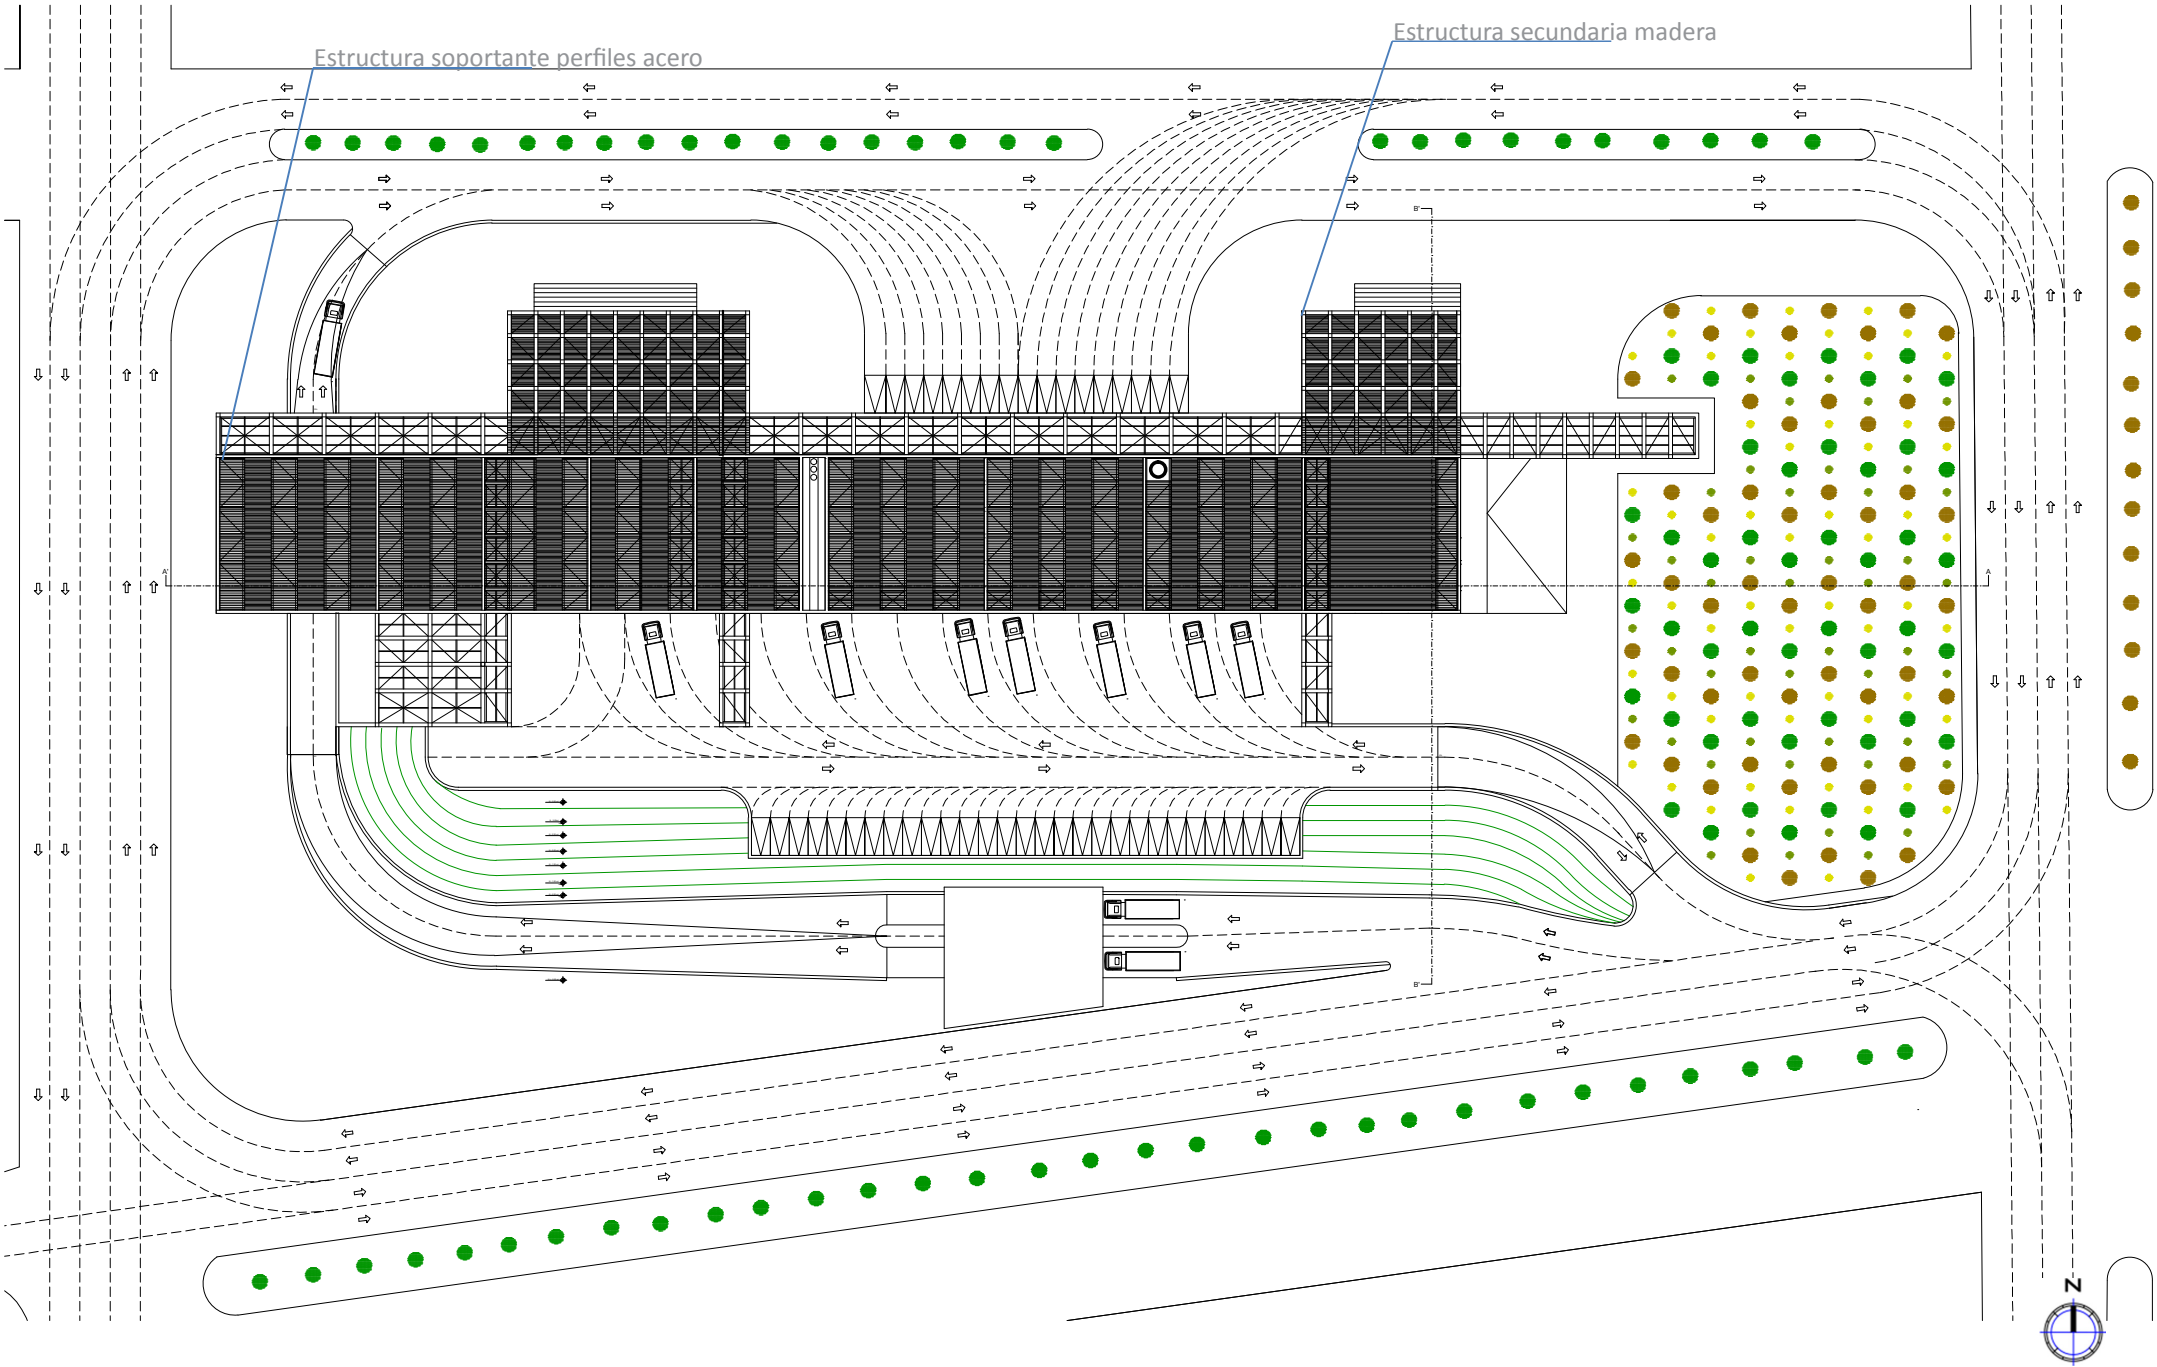 Estructura secundaria madera
Estructura soportante perfiles acero
B'
A'
A
B'
N